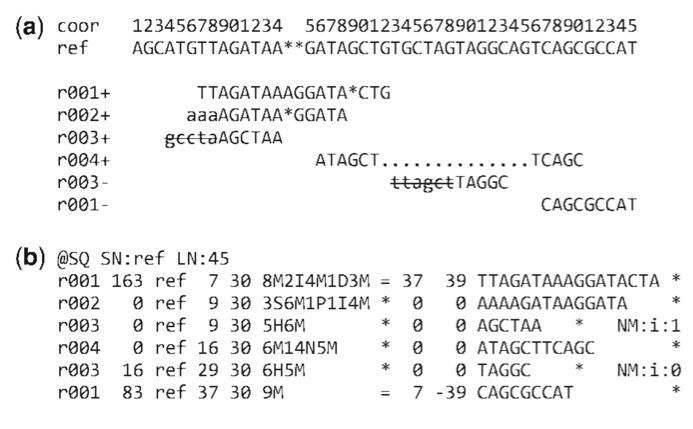 (a) coor 12345678901234 5678901234567890123456789012345
ref AGCATGTTAGATAA**GATAGCTGTGCTAGTAGGCAGTCAGCGCCAT
r001+ TTAGATAAAGGATA*CTG
r002+ aaaAGATAA*GGATA
r003+ gcctaAGCTAA
r004+ ATAGCT..............TCAGC
r003- ttagctTAGGC
r001- CAGCGCCAT
(b) @SQ SN:ref LN:45
r001 163 ref 7 30 8M2I4M1D3M = 37 39 TTAGATAAAGGATACTA *
r002 0 ref 9 30 3S6M1P1I4M * 0 0 AAAAGATAAGGATA *
r003 0 ref 9 30 5H6M * 0 0 AGCTAA * NM:i:1
r004 0 ref 16 30 6M14N5M * 0 0 ATAGCTTCAGC *
r003 16 ref 29 30 6H5M * 0 0 TAGGC * NM:i:0
r001 83 ref 37 30 9M = 7 -39 CAGCGCCAT *